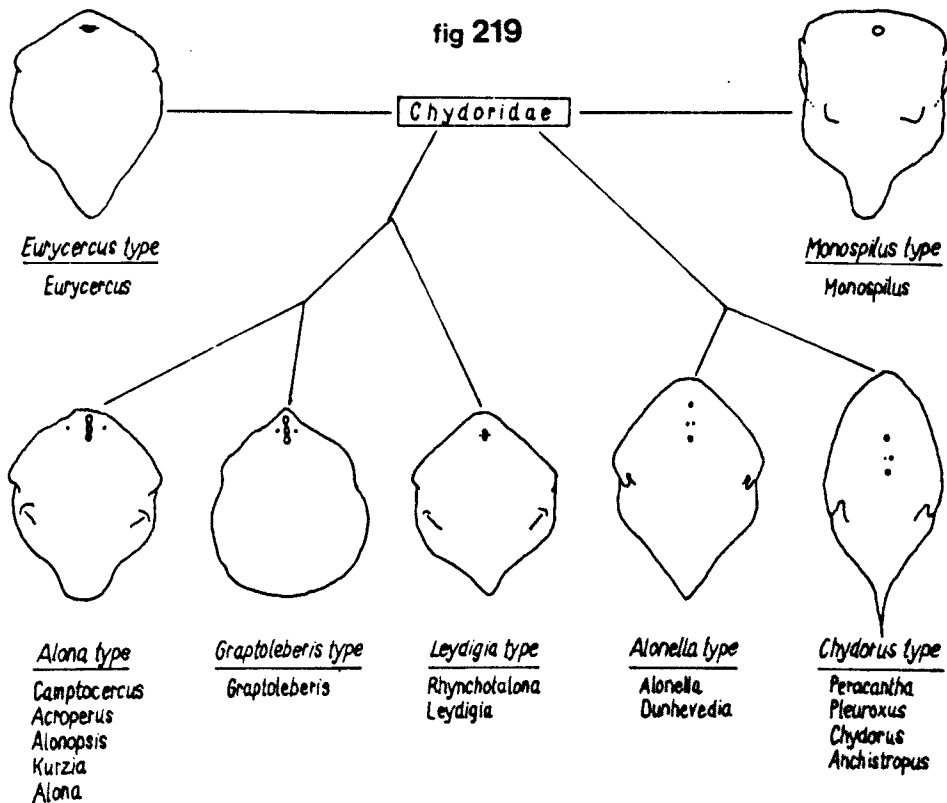 fig 219
Chydoridae
Eurycercus type
Eurycercus
Monospilus type
Monospilus
Alona type
Camptocercus
Acroperus
Alonopsis
Kurzia
Alona
Graptoleberis type
Graptoleberis
Leydigia type
Rhynchotalona
Leydigia
Alonella type
Alonella
Dunhevedia
Chydorus type
Peracantha
Pleuroxus
Chydorus
Anchistropus